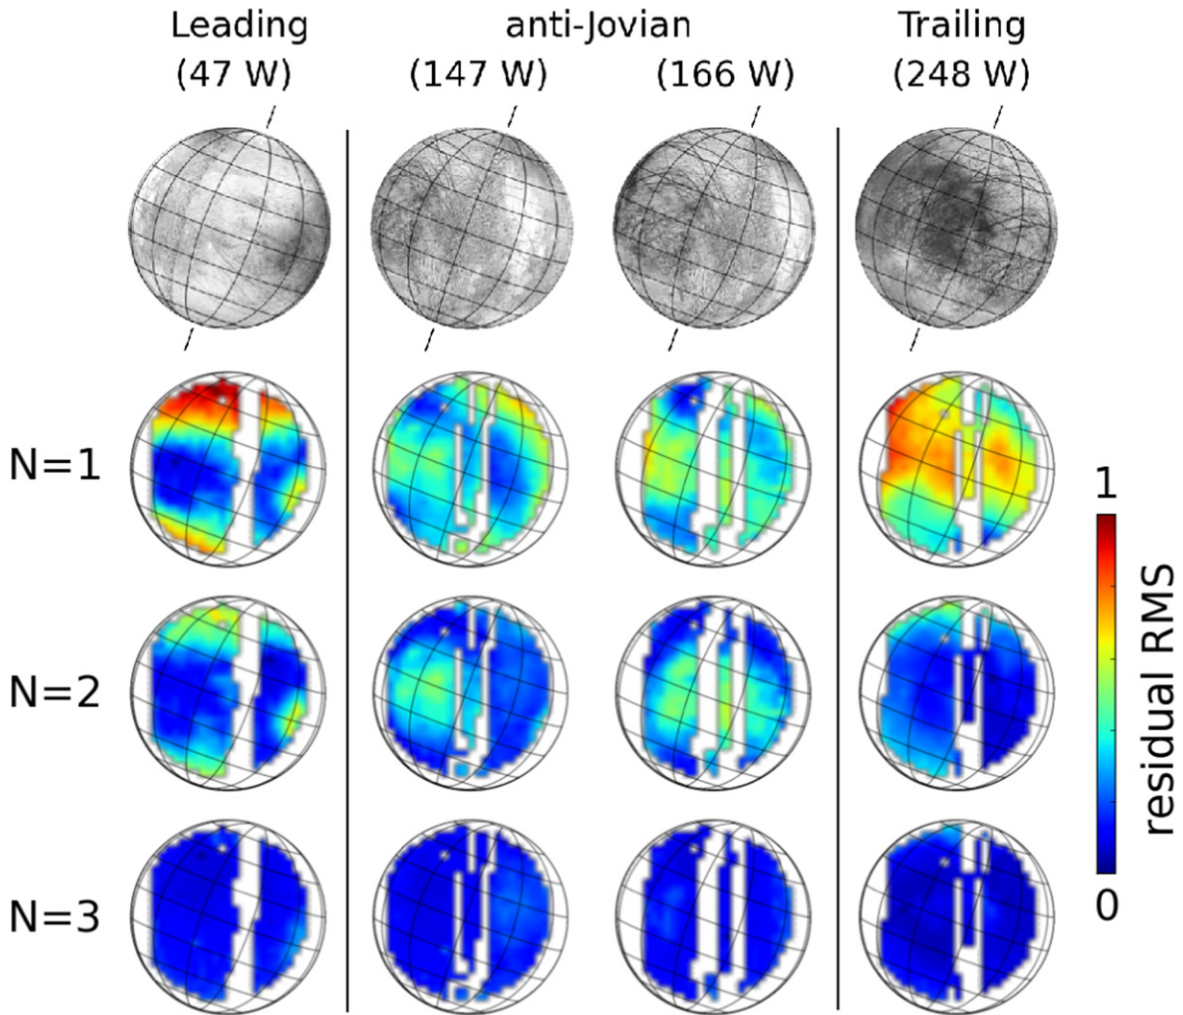 Leading anti-Jovian Trailing
(47 W) (147 W) (166 W) (248 W)
N=1
N=2
N=3
1
residual RMS
0